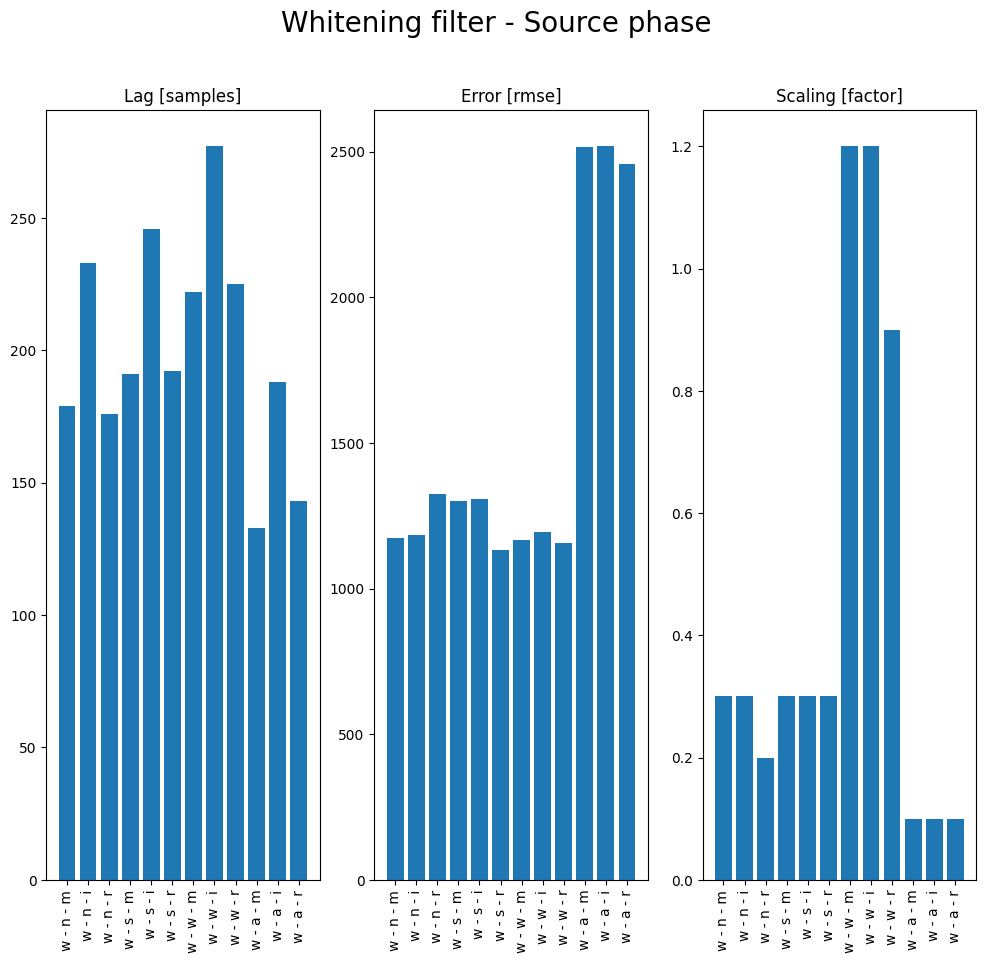 Whitening filter - Source phase
Lag [samples]
250
200
150
100
50
0
w - n - m
w - n - i
w - n - r
w - s - m
w - s - i
w - s - r
w - w - m
w - w - i
w - w - r
w - a - m
w - a - i
w - a - r
Error [rmse]
2500
2000
1500
1000
500
0
w - n - m
w - n - i
w - n - r
w - s - m
w - s - i
w - s - r
w - w - m
w - w - i
w - w - r
w - a - m
w - a - i
w - a - r
Scaling [factor]
1.2
1.0
0.8
0.6
0.4
0.2
0.0
w - n - m
w - n - i
w - n - r
w - s - m
w - s - i
w - s - r
w - w - m
w - w - i
w - w - r
w - a - m
w - a - i
w - a - r